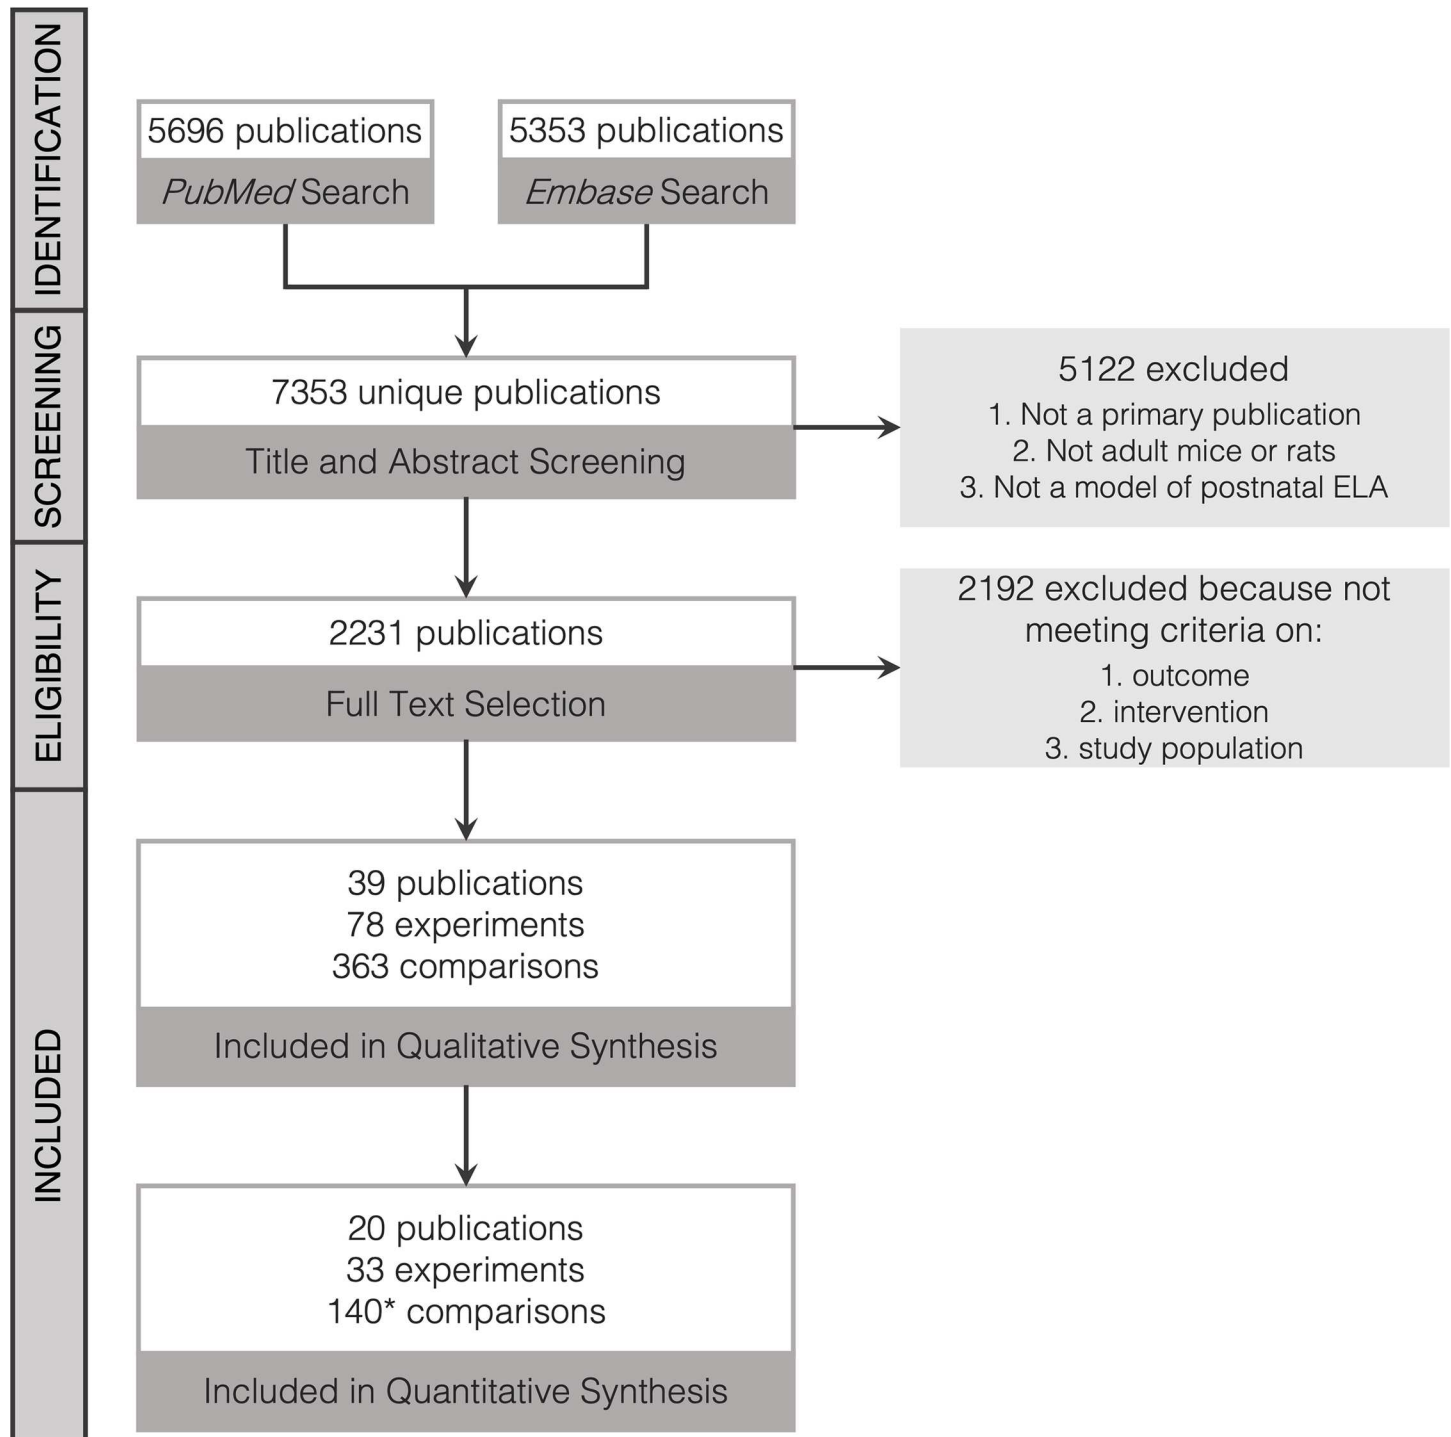 IDENTIFICATION
5696 publications
PubMed Search
5353 publications
Embase Search
SCREENING
7353 unique publications
Title and Abstract Screening
5122 excluded
1. Not a primary publication
2. Not adult mice or rats
3. Not a model of postnatal ELA
ELIGIBILITY
2231 publications
Full Text Selection
2192 excluded because not
meeting criteria on:
1. outcome
2. intervention
3. study population
INCLUDED
39 publications
78 experiments
363 comparisons
Included in Qualitative Synthesis
20 publications
33 experiments
140* comparisons
Included in Quantitative Synthesis